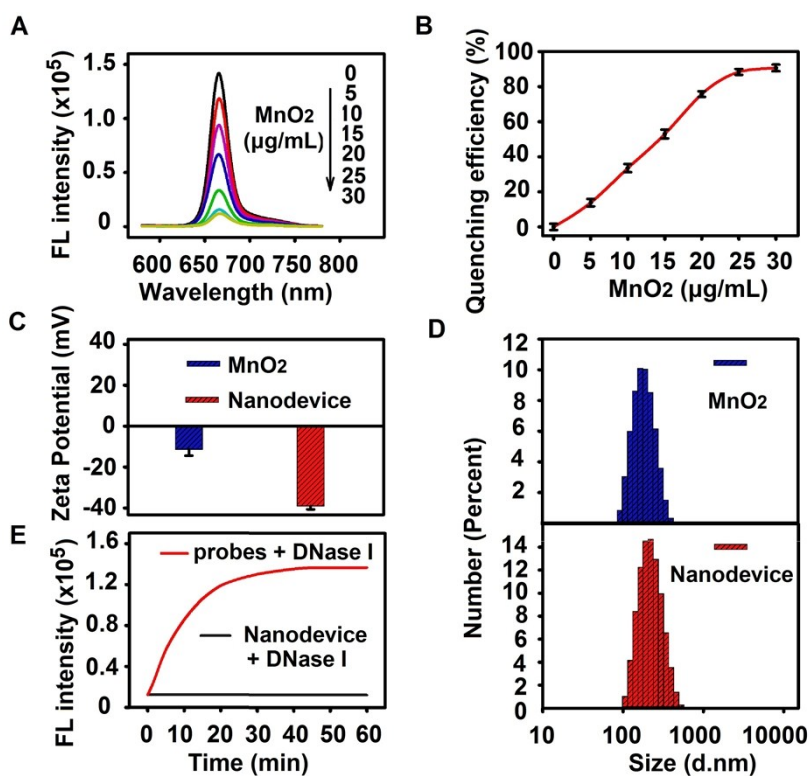 A
FL intensity (x10⁵)
1.5
1.0
0.5
0
MnO₂
(µg/mL)
0
5
10
15
20
25
30
600 650 700 750 800
Wavelength (nm)
B
Quenching efficiency (%)
100
80
60
40
20
0
0 5 10 15 20 25 30
MnO₂ (µg/mL)
C
Zeta Potential (mV)
40
20
0
-20
-40
MnO₂
Nanodevice
D
Number (Percent)
12
10
8
6
4
2
MnO₂
14
12
10
8
6
4
2
0
Nanodevice
10 100 1000 10000
Size (d.nm)
E
FL intensity (x10⁵)
1.6
1.2
0.8
0.4
0
probes + DNase I
Nanodevice
+ DNase I
0 10 20 30 40 50 60
Time (min)